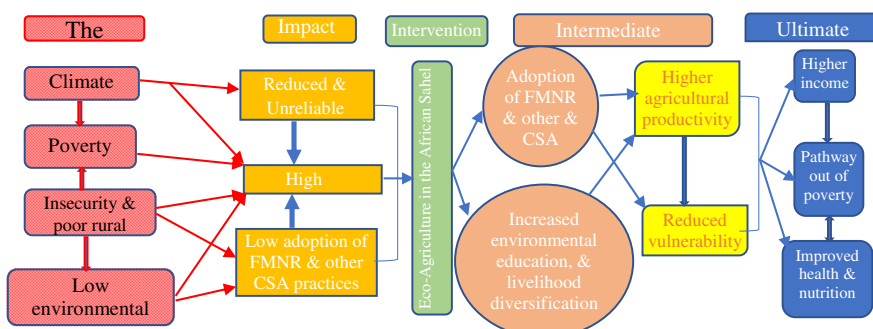 The
Impact
Intervention
Intermediate
Ultimate
Climate
Poverty
Insecurity &
poor rural
Low
environmental
Reduced &
Unreliable
High
Low adoption of
FMNR & other
CSA practices
Eco-Agriculture in the African Sahel
Adoption
of FMNR
& other &
CSA
Increased
environmental
education, &
livelihood
diversification
Higher
agricultural
productivity
Reduced
vulnerability
Higher
income
Pathway
out of
poverty
Improved
health &
nutrition